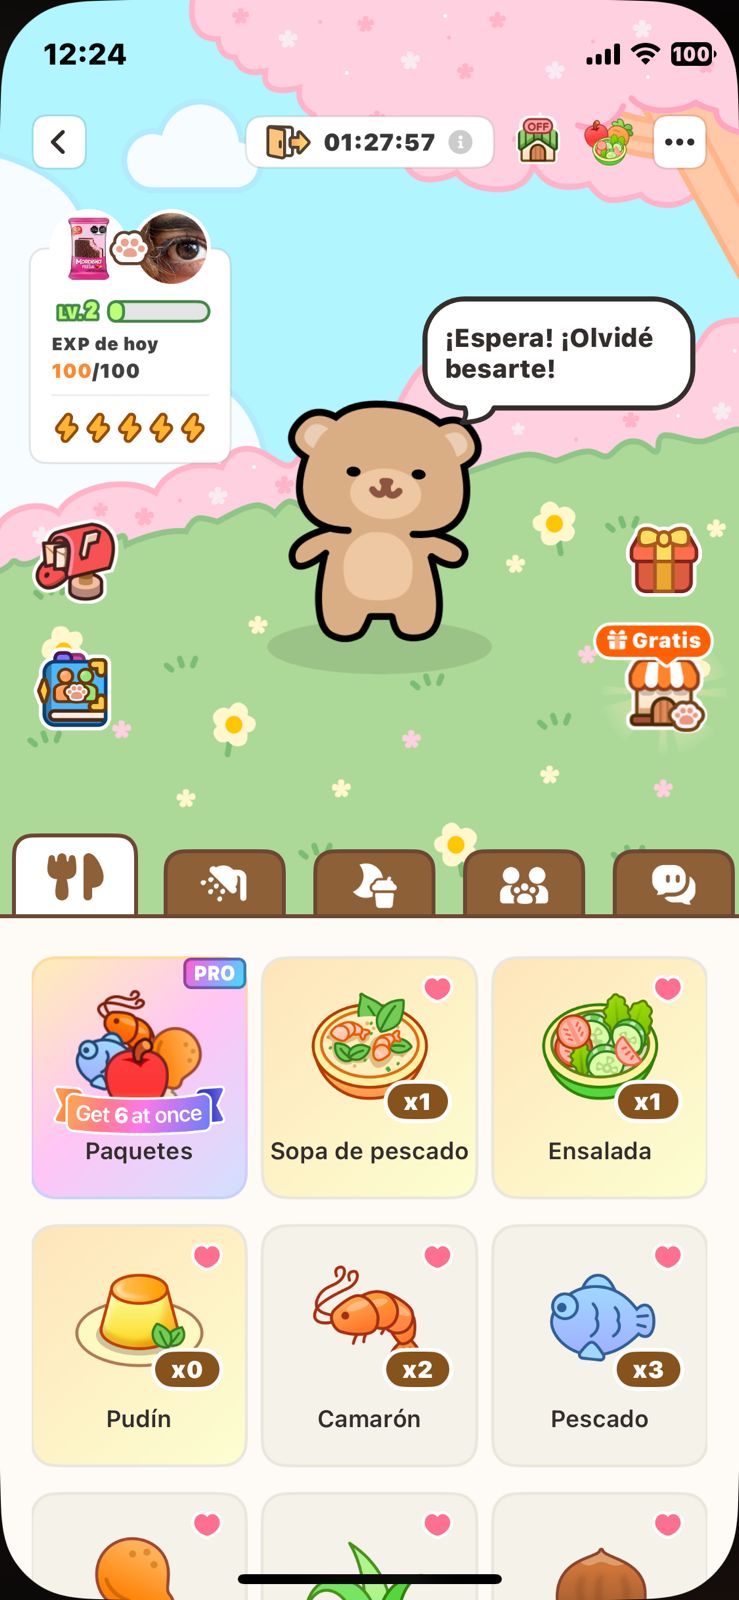 12:24
100
01:27:57
OFF
LV.2
EXP de hoy
100/100
¡Espera! ¡Olvidé
besarte!
Gratis
PRO
Get 6 at once
Paquetes
x1
Sopa de pescado
x1
Ensalada
x0
Pudín
x2
Camarón
x3
Pescado